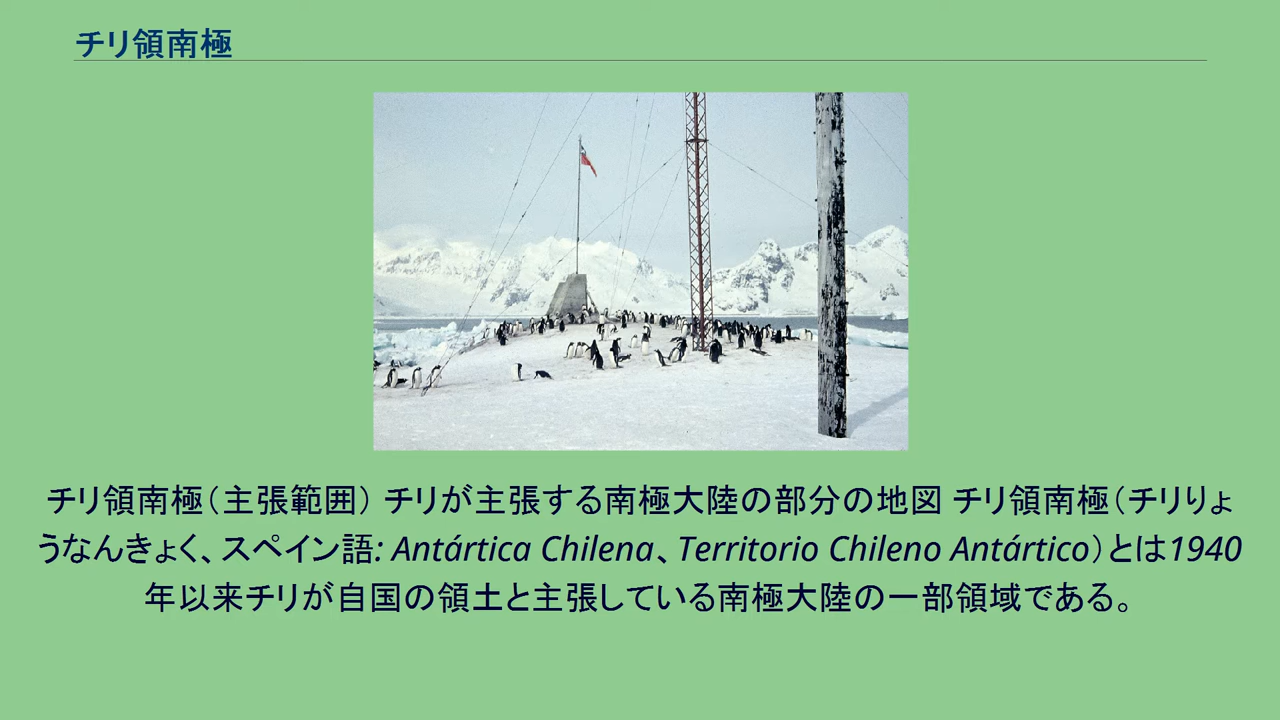 チリ領南極
チリ領南極（主張範囲） チリが主張する南極大陸の部分の地図 チリ領南極（チリりょ
うなんきょく、スペイン語: Antártica Chilena、Territorio Chileno Antártico）とは1940
年以来チリが自国の領土と主張している南極大陸の一部領域である。